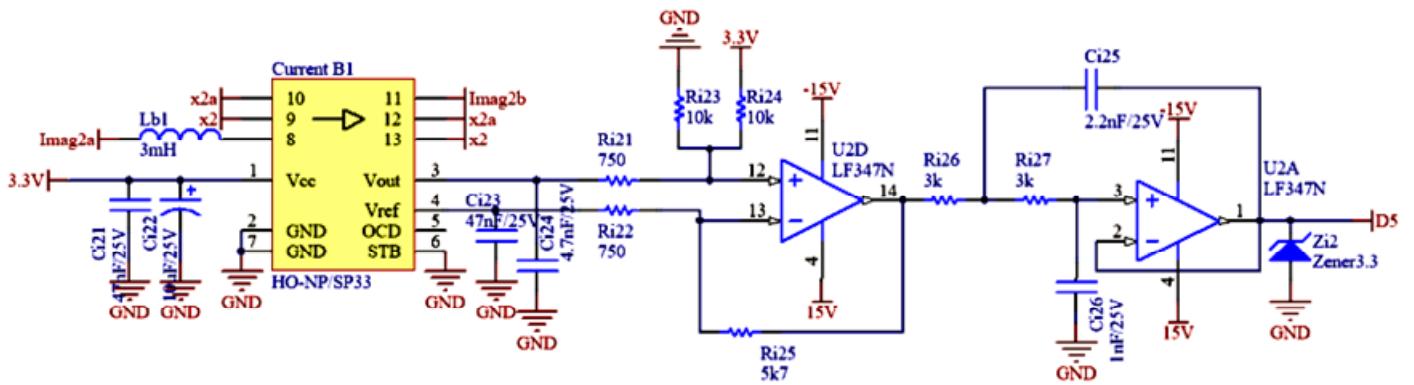 GND
3.3V
Current B1
Ci25
x2a
10
11
Imag2b
Ri23
10k
Ri24
10k
-15V
2.2nF/25V
-15V
x2
9
12
x2a
Lb1
Imag2a
8
13
x2
3mH
Ri21
750
11
U2D
LF347N
Ri26
3k
Ri27
3k
11
U2A
LF347N
3.3V
1
Vcc
Vout
3
12
14
3
1
D5
Vref
4
Ci23
47nF/25V
Ri22
750
13
2
Ci21
47nF/25V
Ci22
2
GND
OCD
5
Ci24
4.7nF/25V
7
GND
STB
6
4
4
Zi2
Zener3.3
GND
GND
GND
HO-NP/SP33
GND
GND
GND
15V
Ci26
1nF/25V
15V
GND
GND
Ri25
5k7
GND